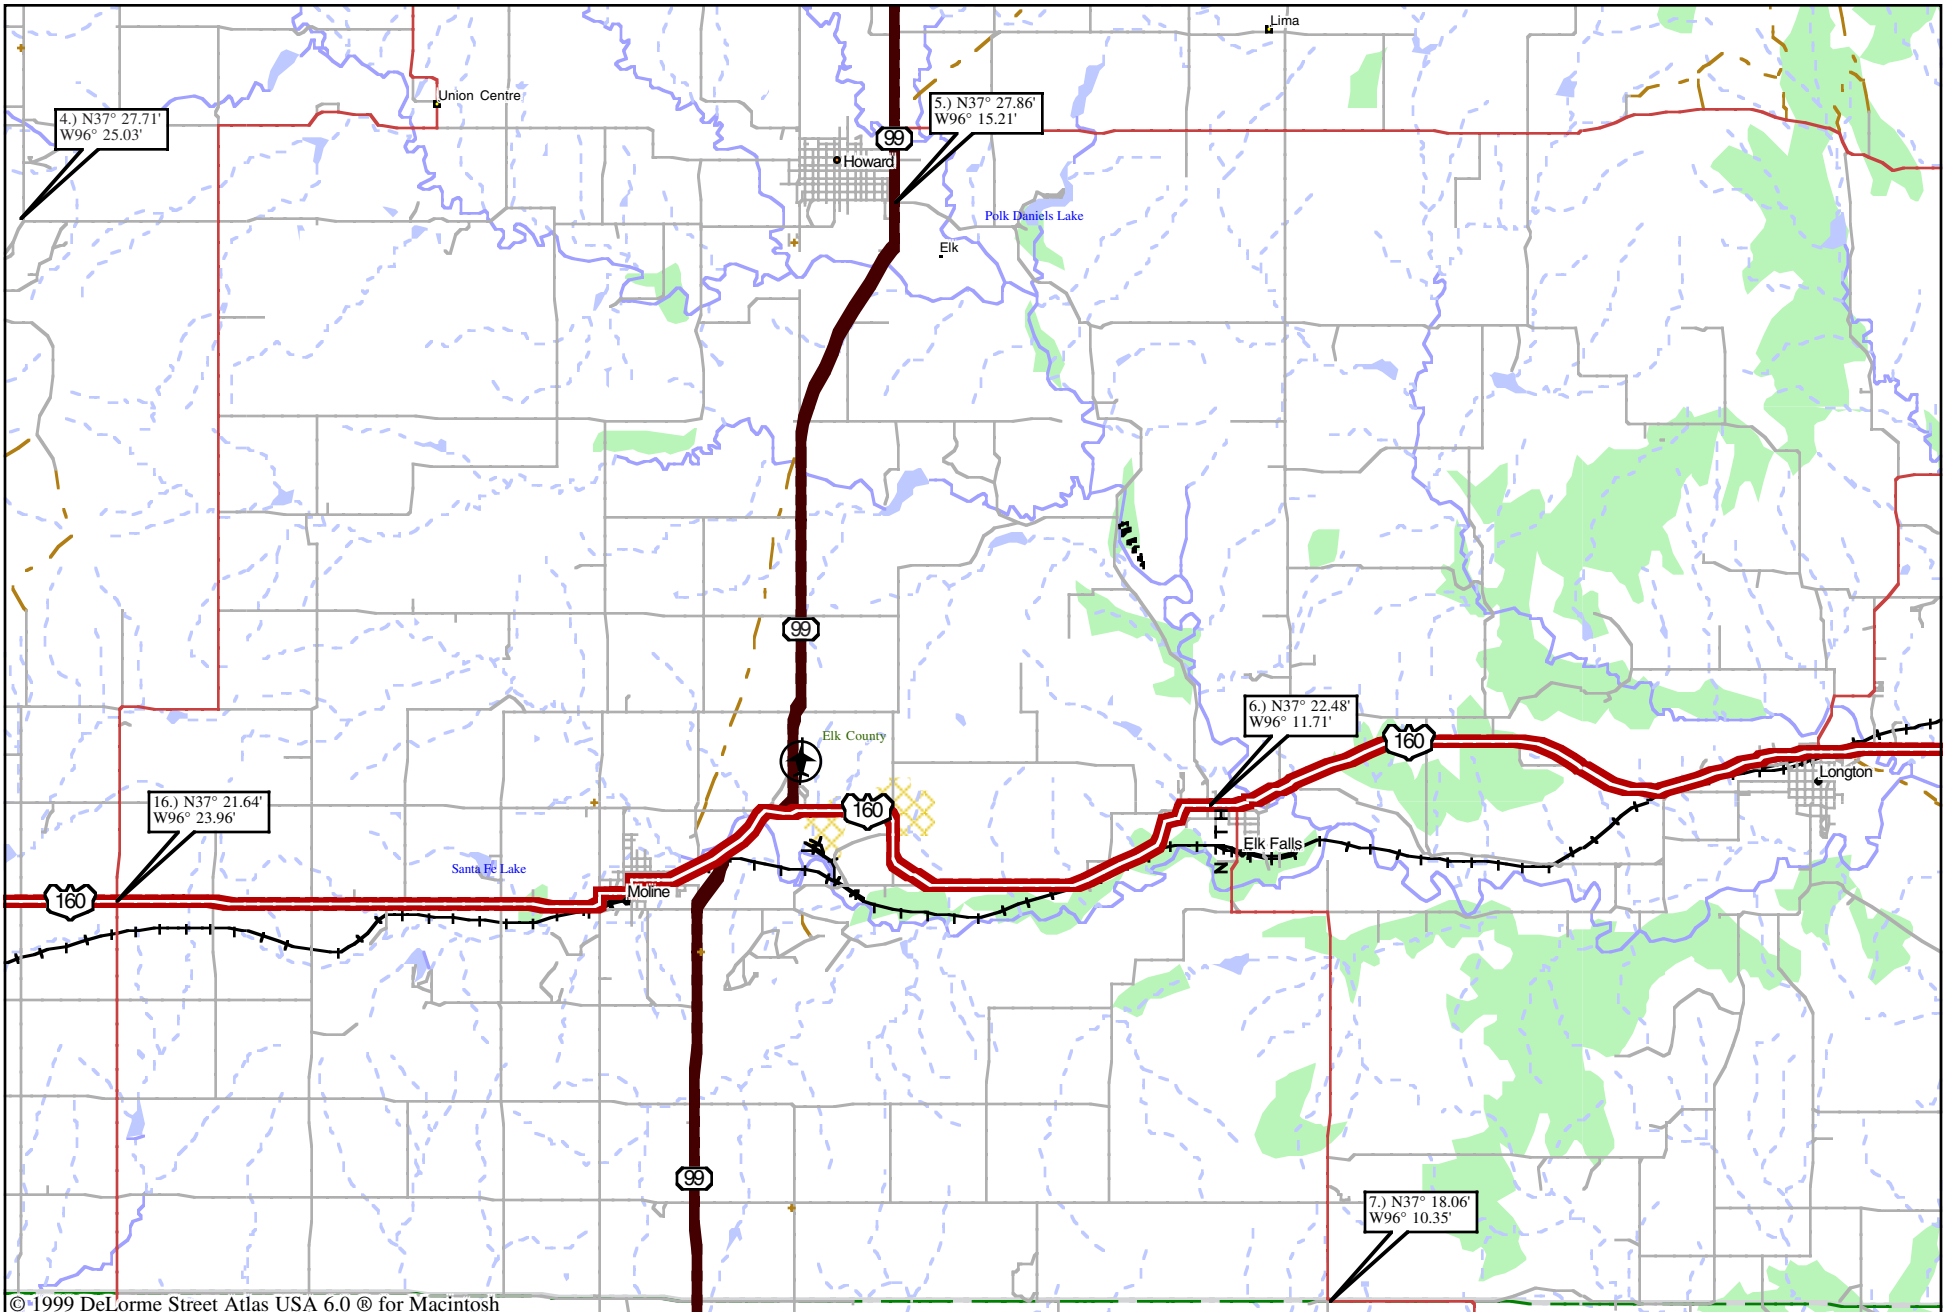 Lima
Union Centre
4.) N37° 27.71'
W96° 25.03'
5.) N37° 27.86'
W96° 15.21'
99
Howard
Polk Daniels Lake
Elk
99
6.) N37° 22.48'
W96° 11.71'
Elk County
160
Longton
16.) N37° 21.64'
W96° 23.96'
160
NINTH
Elk Falls
Santa Fe Lake
Moline
160
99
7.) N37° 18.06'
W96° 10.35'
© 1999 DeLorme Street Atlas USA 6.0 ® for Macintosh